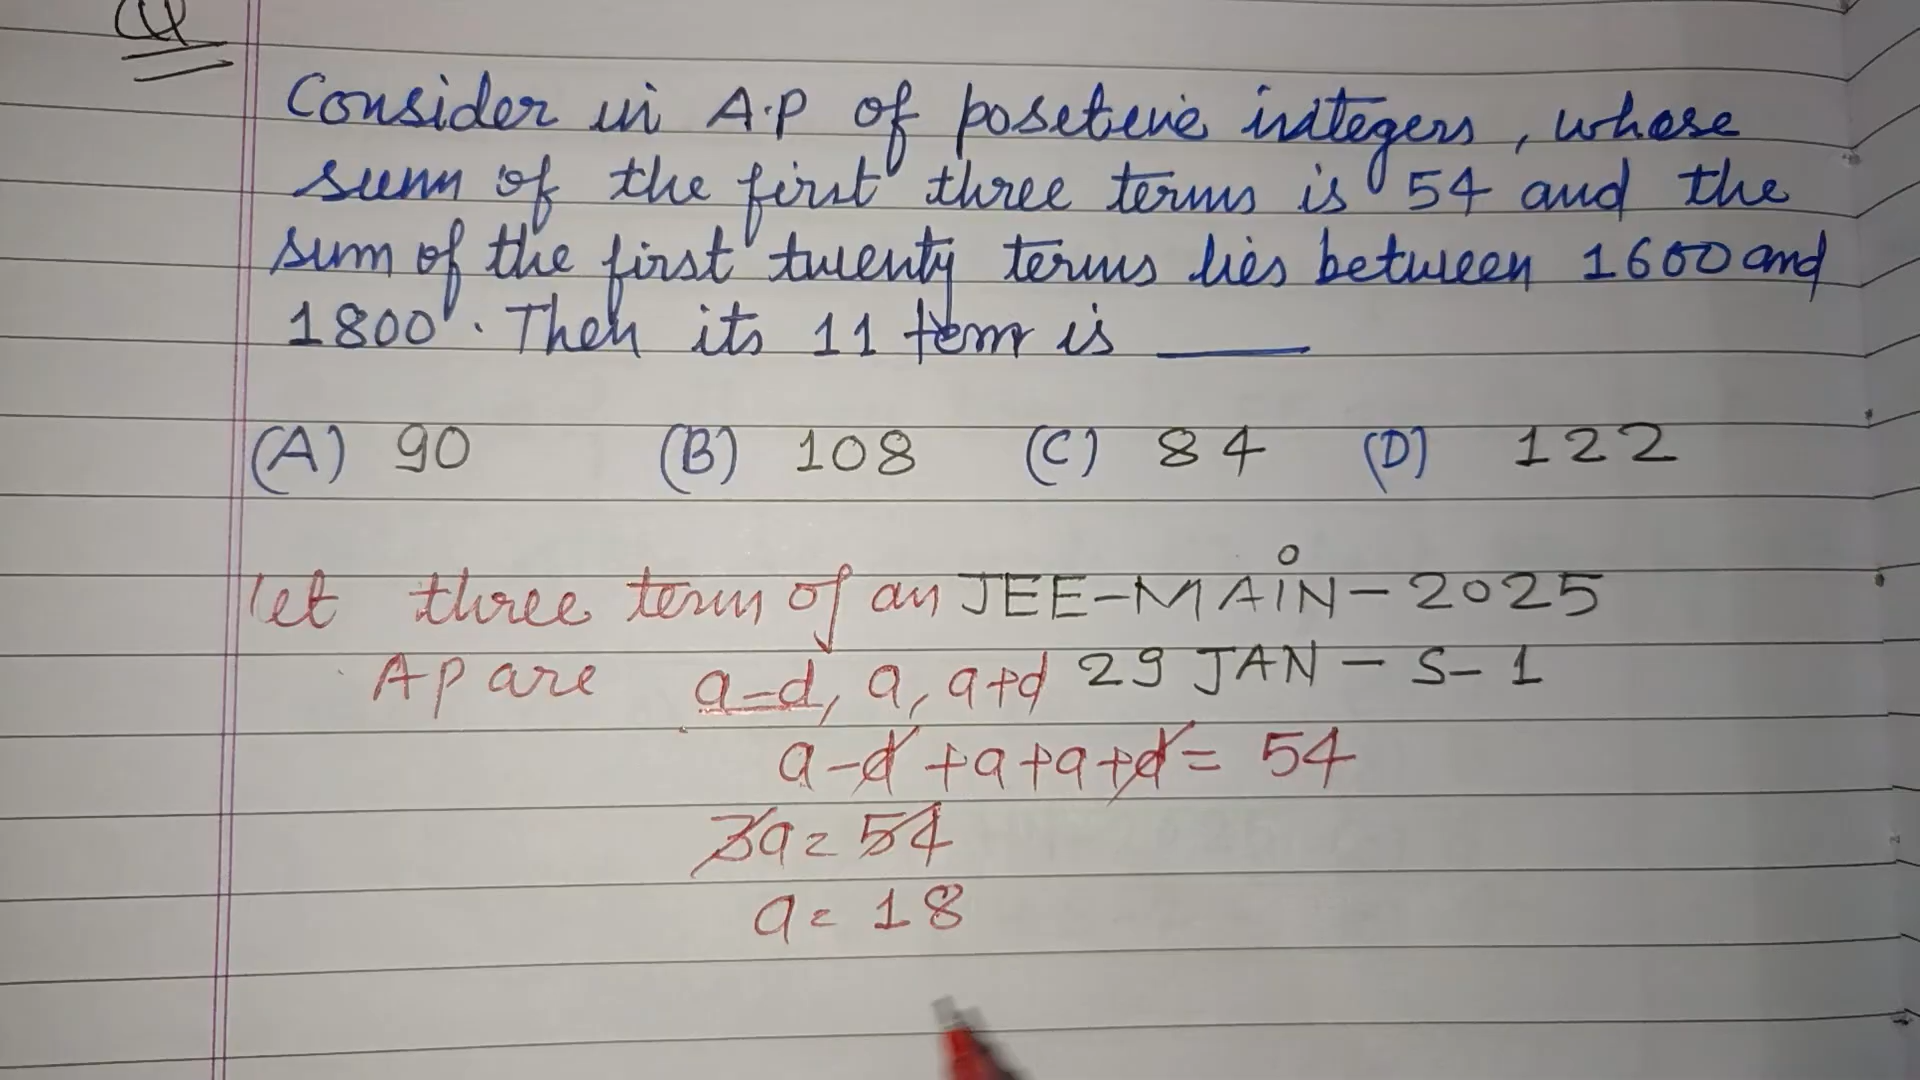 Q
Consider in A.P of posetive integers, whose
sum of the first three terms is 54 and the
sum of the first twenty terms lies between 1600 and
1800. Then its 11 term is ____
(A) 90 (B) 108 (C) 84 (D) 122
let three term of an JEE-MAIN-2025
AP are a-d, a, a+d 29 JAN - S-1
a-d+a+a+d = 54
3a = 54
a = 18